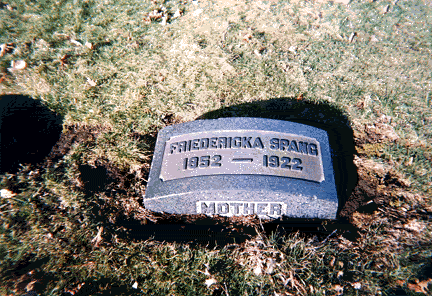 FRIEDERICKA SPANG
1852 — 1922
MOTHER